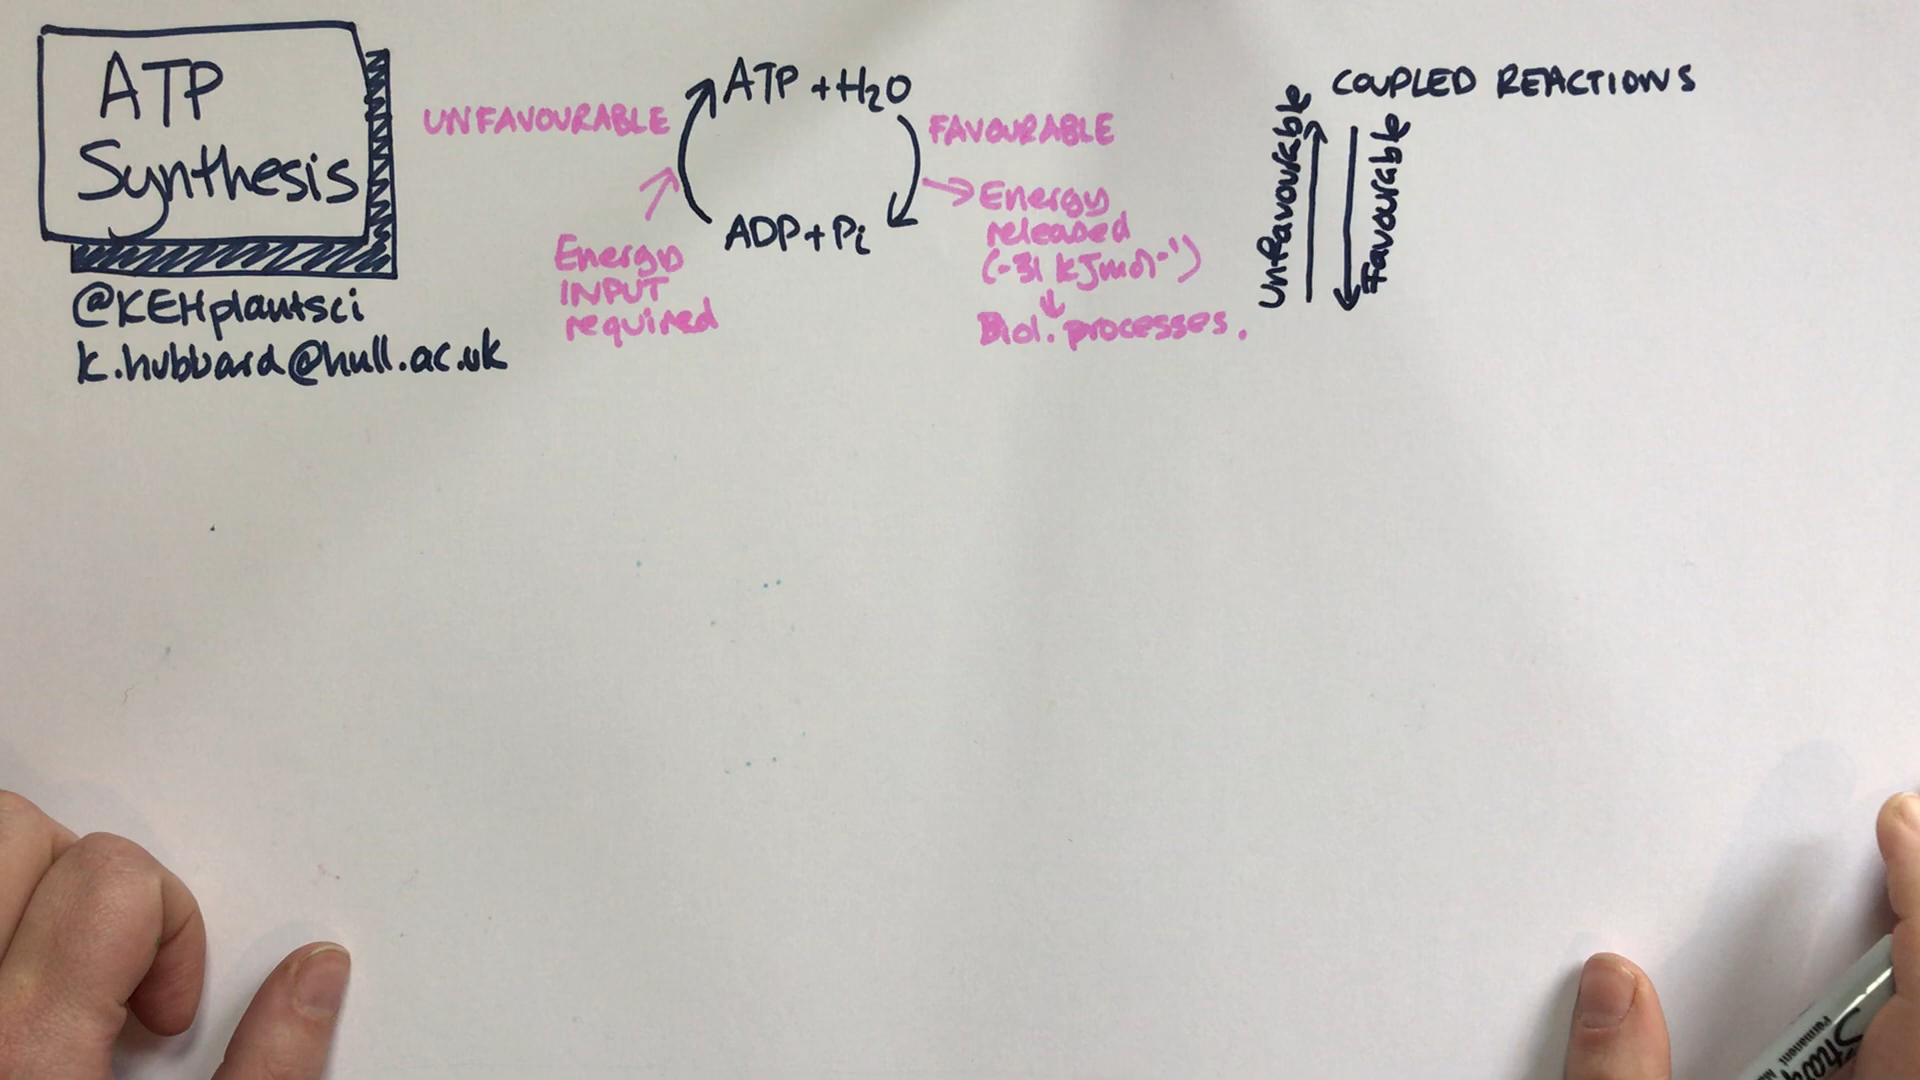 ATP
Synthesis
@KEHplantsci
k.hubbard@hull.ac.uk
UNFAVOURABLE
Energy
INPUT
required
ATP + H2O
ADP + Pi
FAVOURABLE
Energy
released
(-31 kJmol-1)
Biol. processes.
COUPLED REACTIONS
Unfavourable
Favourable
Permanent